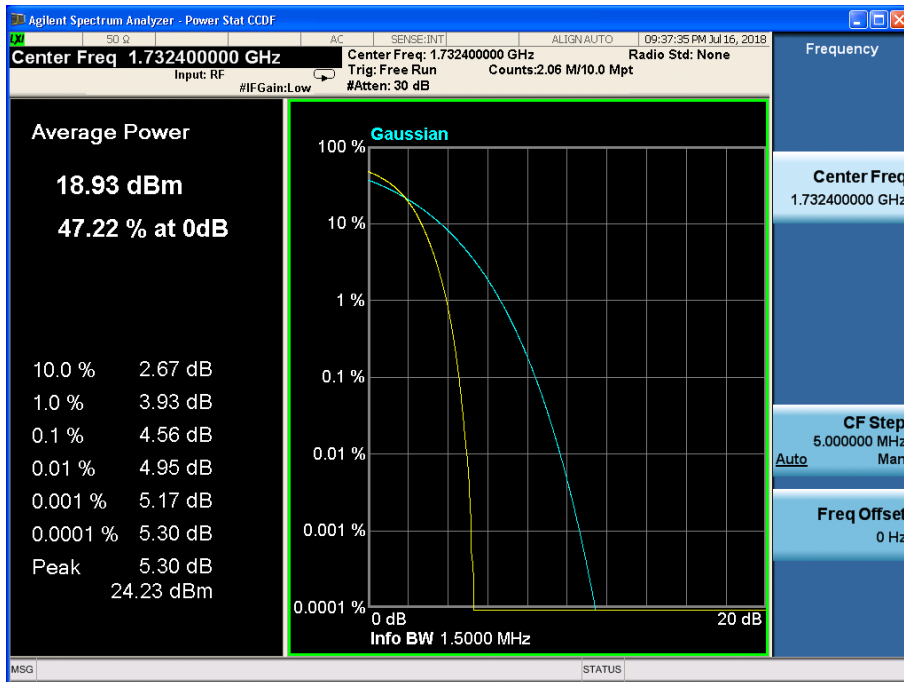 Agilent Spectrum Analyzer - Power Stat CCDF
LXI 50 Ω AC SENSE:INT ALIGN AUTO 09:37:35 PM Jul 16, 2018
Center Freq 1.732400000 GHz
Input: RF
#IFGain:Low
Center Freq: 1.732400000 GHz
Radio Std: None
Trig: Free Run
Counts:2.06 M/10.0 Mpt
#Atten: 30 dB
Average Power
18.93 dBm
47.22 % at 0dB
10.0 % 2.67 dB
1.0 % 3.93 dB
0.1 % 4.56 dB
0.01 % 4.95 dB
0.001 % 5.17 dB
0.0001 % 5.30 dB
Peak 5.30 dB
24.23 dBm
Gaussian
100 %
10 %
1 %
0.1 %
0.01 %
0.001 %
0.0001 %
0 dB 20 dB
Info BW 1.5000 MHz
Frequency
Center Freq
1.732400000 GHz
CF Step
5.000000 MHz
Auto Man
Freq Offset
0 Hz
MSG STATUS